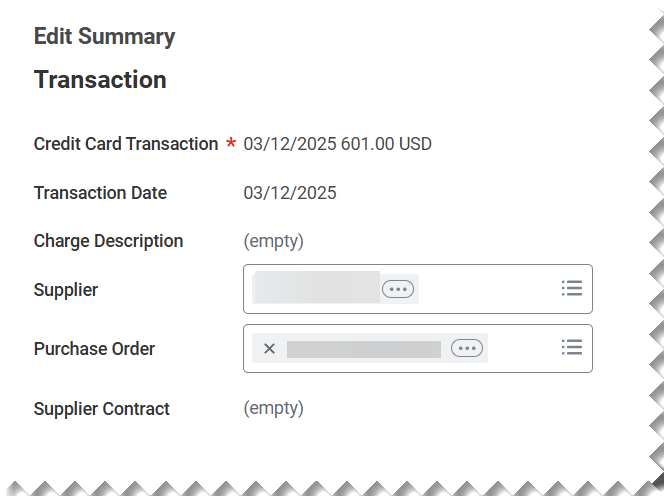 Edit Summary
Transaction
Credit Card Transaction * 03/12/2025 601.00 USD
Transaction Date 03/12/2025
Charge Description (empty)
Supplier
Purchase Order
Supplier Contract (empty)